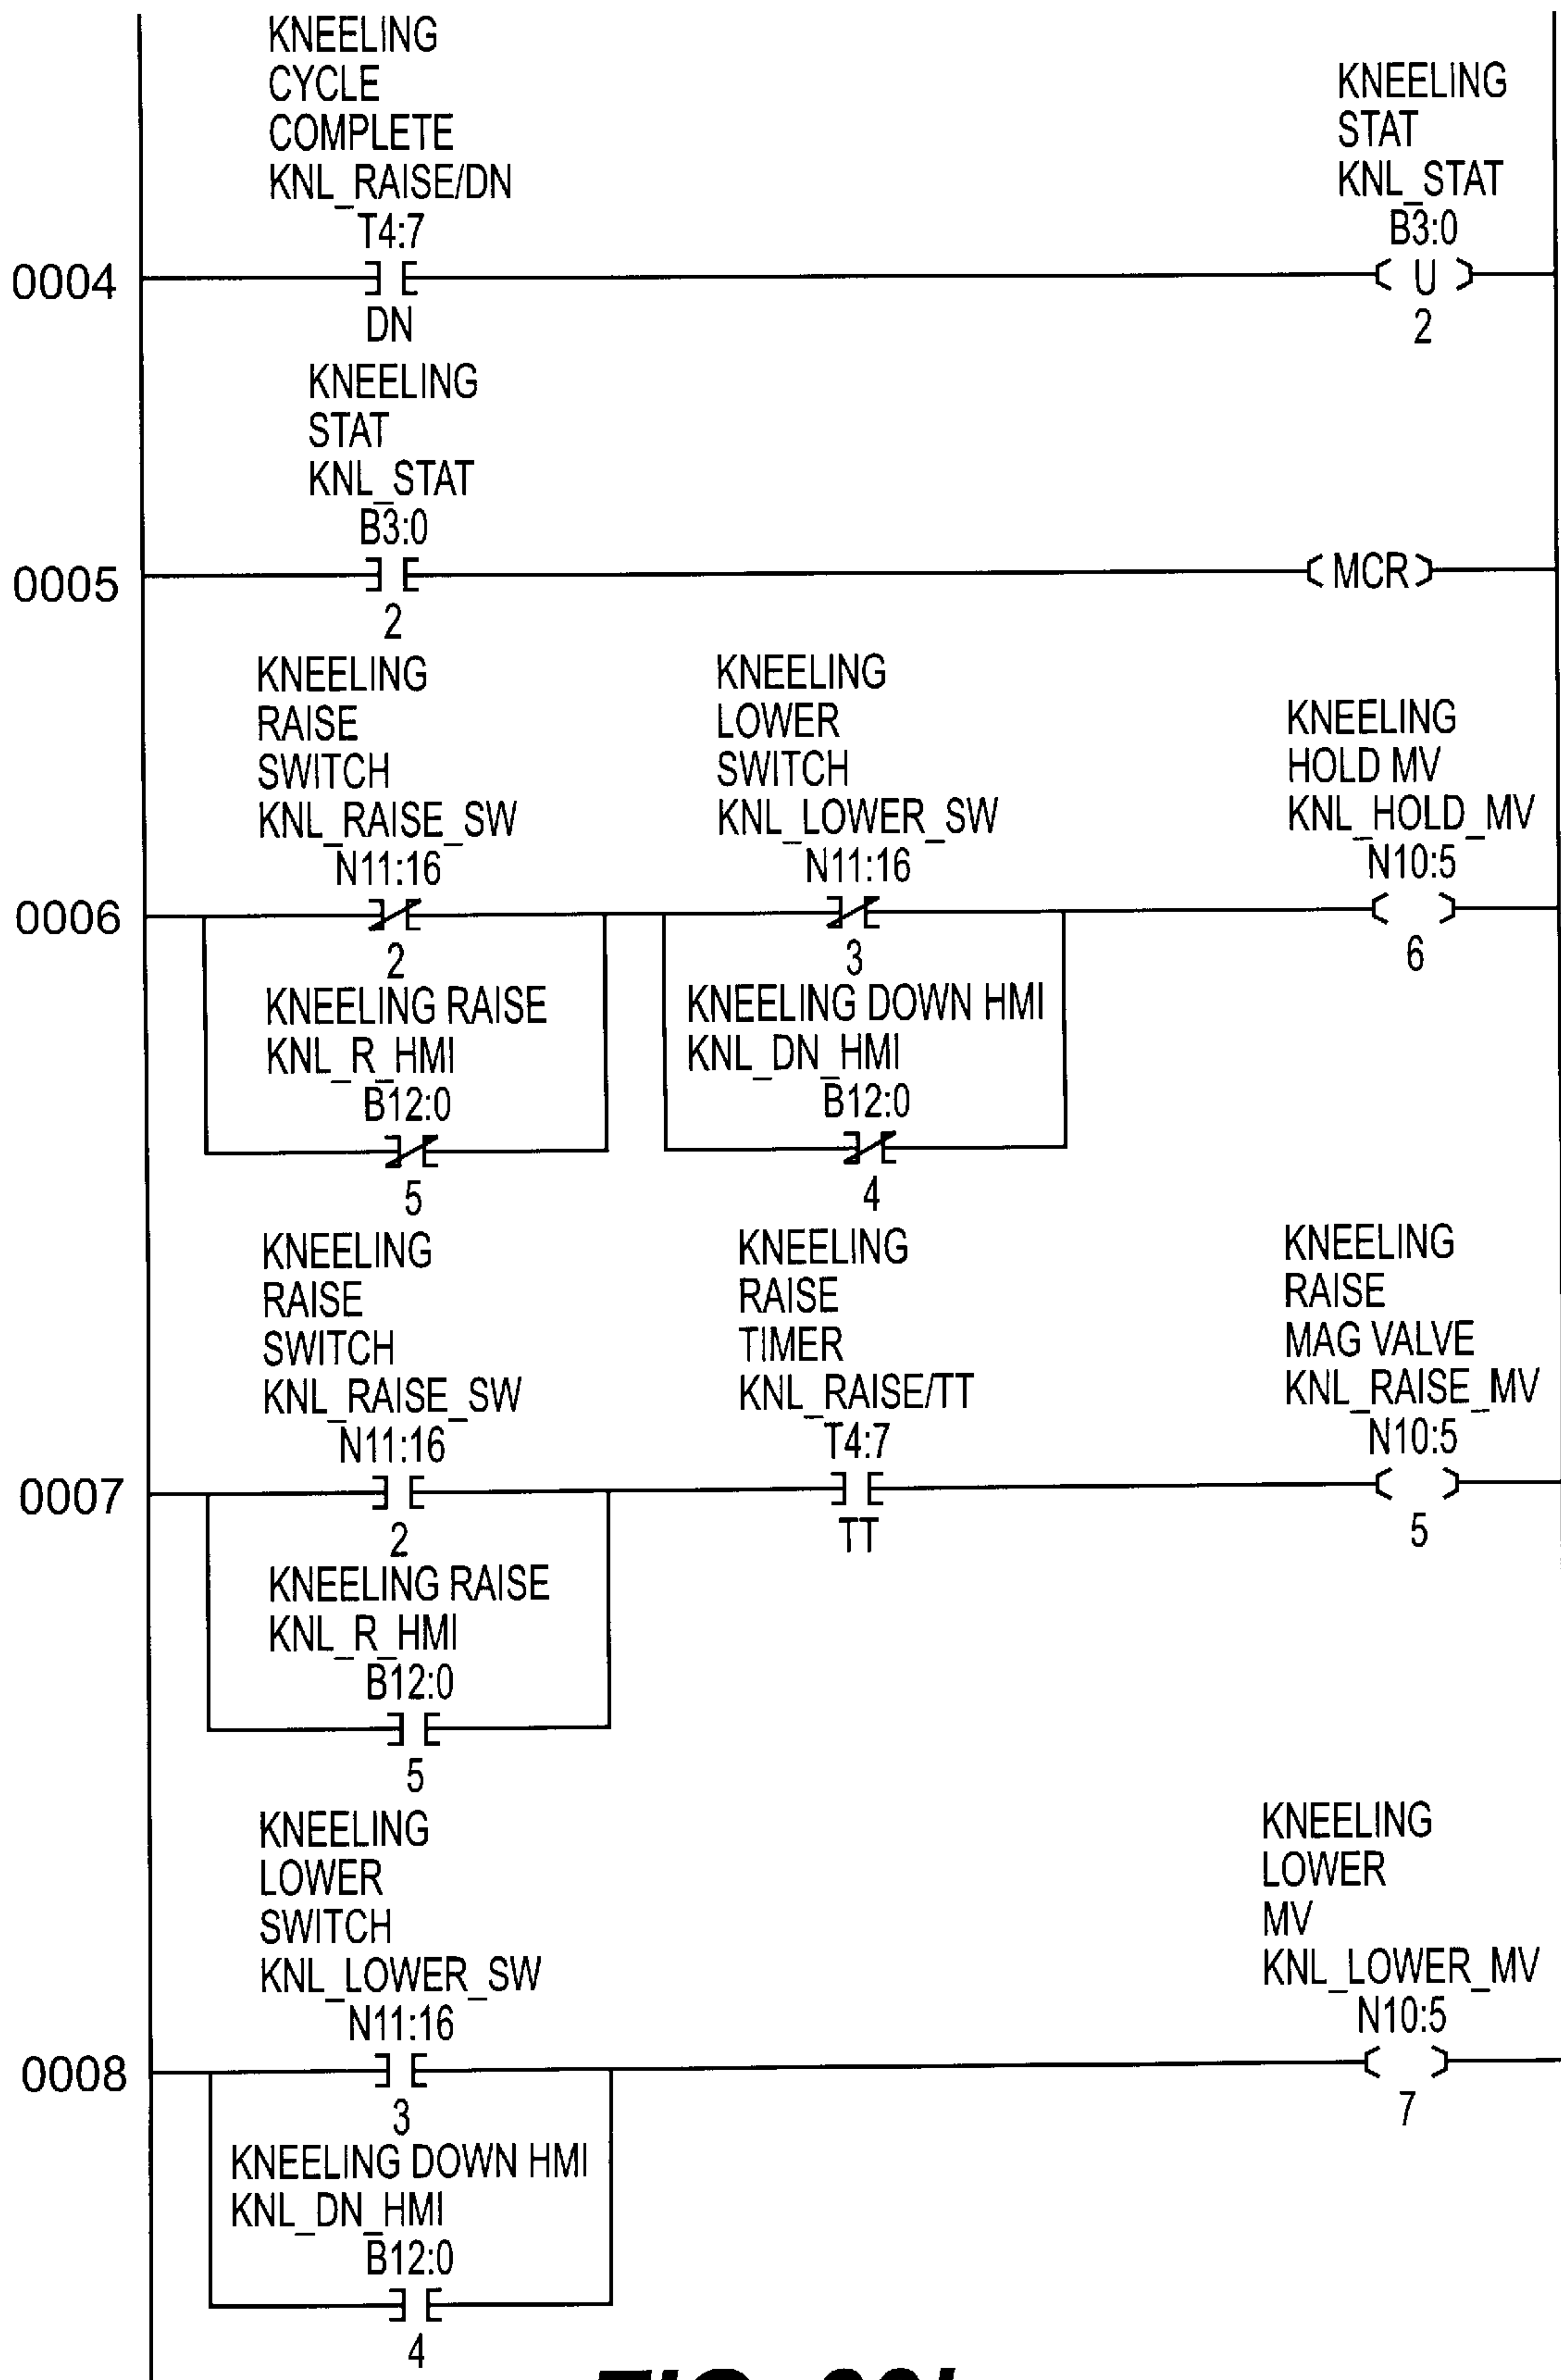 KNEELING
CYCLE
COMPLETE
KNL_RAISE/DN
T4:7
DN
KNEELING
STAT
KNL_STAT
B3:0
U
2
0004
KNEELING
STAT
KNL_STAT
B3:0
2
MCR
0005
KNEELING
RAISE
SWITCH
KNL_RAISE_SW
N11:16
2
KNEELING
LOWER
SWITCH
KNL_LOWER_SW
N11:16
3
KNEELING
HOLD MV
KNL_HOLD_MV
N10:5
6
0006
KNEELING RAISE
KNL_R_HMI
B12:0
5
KNEELING DOWN HMI
KNL_DN_HMI
B12:0
4
KNEELING
RAISE
SWITCH
KNL_RAISE_SW
N11:16
2
KNEELING
RAISE
TIMER
KNL_RAISE/TT
T4:7
TT
KNEELING
RAISE
MAG VALVE
KNL_RAISE_MV
N10:5
5
0007
KNEELING RAISE
KNL_R_HMI
B12:0
5
KNEELING
LOWER
SWITCH
KNL_LOWER_SW
N11:16
3
KNEELING
LOWER
MV
KNL_LOWER_MV
N10:5
7
0008
KNEELING DOWN HMI
KNL_DN_HMI
B12:0
4